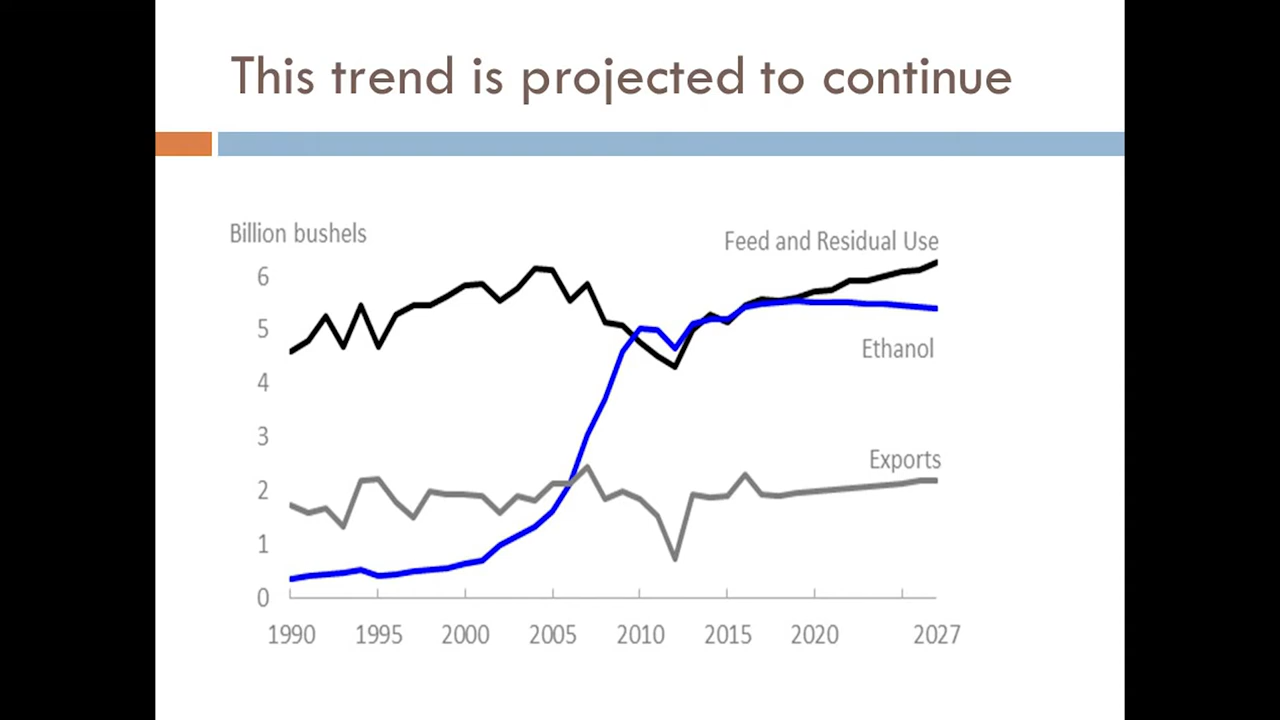 This trend is projected to continue
Billion bushels
Feed and Residual Use
6
5
Ethanol
4
3
Exports
2
1
0
1990 1995 2000 2005 2010 2015 2020 2027